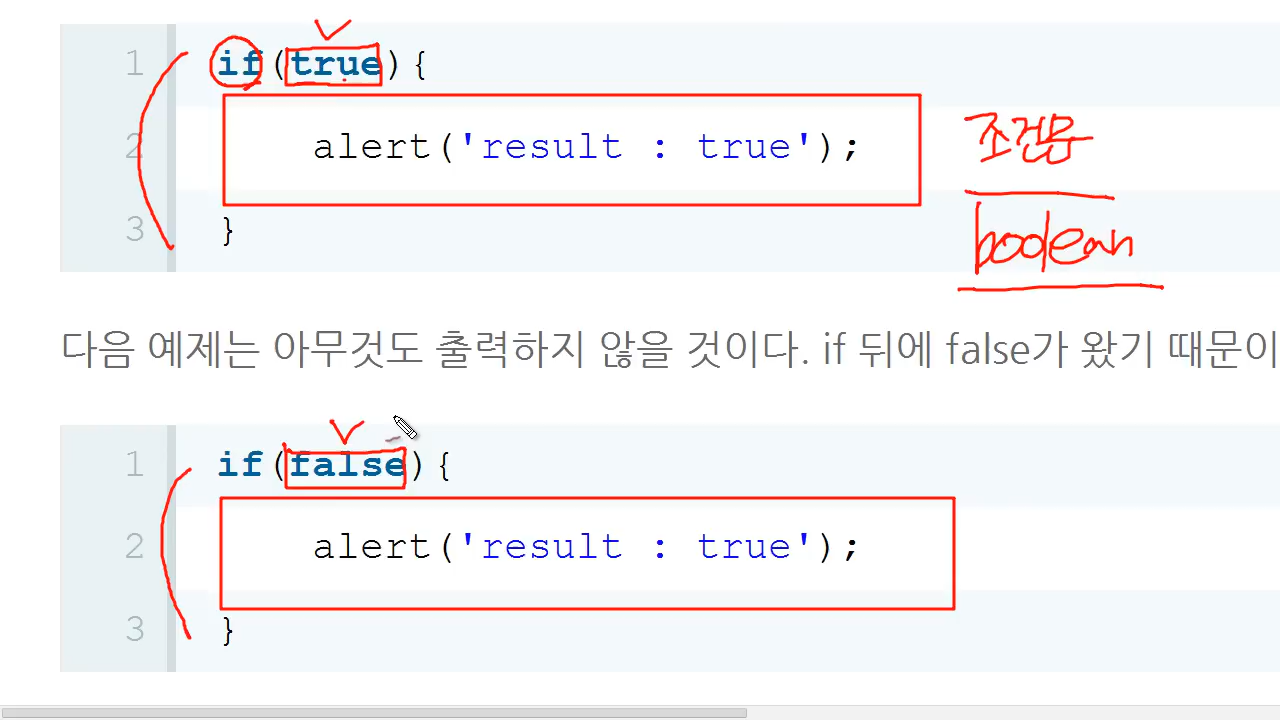 1 if(true){
2 alert('result : true');
3 }
조건문
boolean
다음 예제는 아무것도 출력하지 않을 것이다. if 뒤에 false가 왔기 때문이
1 if(false){
2 alert('result : true');
3 }